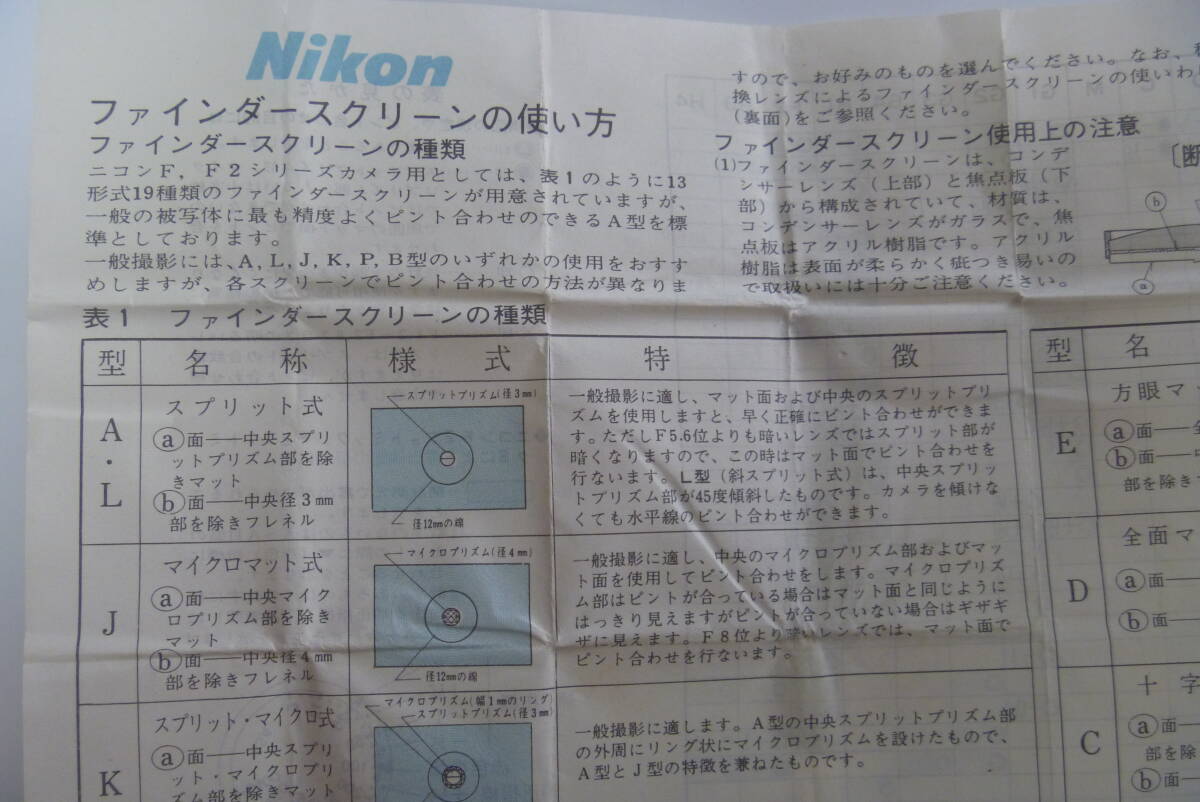 Nikon
ファインダースクリーンの使い方
ファインダースクリーンの種類
ニコンF, F2シリーズカメラ用としては、表1のように13
形式19種類のファインダースクリーンが用意されていますが、
一般の被写体に最も精度よくピント合わせのできるA型を標
準としております。
一般撮影には、A, L, J, K, P, B型のいずれかの使用をおすす
めしますが、各スクリーンでピント合わせの方法が異なりま
すので、お好みのものを選んでください。なお、
換レンズによるファインダースクリーンの使いわ
(裏面)をご参照ください。
ファインダースクリーン使用上の注意
(1)ファインダースクリーンは、コンデ
ンサーレンズ(上部)と焦点板(下
部)から構成されていて、材質は、
コンデンサーレンズがガラスで、焦
点板はアクリル樹脂です。アクリル
樹脂は表面が柔らかく疵つき易いの
で取扱いには十分ご注意ください。
〔断
ⓑ
ⓐ
表1 ファインダースクリーンの種類
型 名称 様式 特徴
A・L
スプリット式
ⓐ面──中央スプリ
ットプリズム部を除
きマット
ⓑ面──中央径3mm
部を除きフレネル
スプリットプリズム(径3mm)
径12mmの線
一般撮影に適し、マット面および中央のスプリットプリ
ズムを使用しますと、早く正確にピント合わせができま
す。ただしF5.6位よりも暗いレンズではスプリット部が
暗くなりますので、この時はマット面でピント合わせを
行ないます。L型(斜スプリット式)は、中央スプリッ
トプリズム部が45度傾斜したものです。カメラを傾けな
くても水平線のピント合わせができます。
J
マイクロマット式
ⓐ面──中央マイク
ロプリズム部を除き
マット
ⓑ面──中央径4mm
部を除きフレネル
マイクロプリズム(径4mm)
径12mmの線
一般撮影に適し、中央のマイクロプリズム部およびマッ
ト面を使用してピント合わせをします。マイクロプリズ
ム部はピントが合っている場合はマット面と同じように
はっきり見えますがピントが合っていない場合はギザギ
ザに見えます。F8位より暗いレンズでは、マット面で
ピント合わせを行ないます。
K
スプリット・マイクロ式
ⓐ面──中央スプリ
ット・マイクロプリ
ズム部を除きマット
マイクロプリズム(幅1mmのリング)
スプリットプリズム(径3mm)
一般撮影に適します。A型の中央スプリットプリズム部
の外周にリング状にマイクロプリズムを設けたもので、
A型とJ型の特徴を兼ねたものです。
型 名
E
方眼マ
ⓐ面──全
ⓑ面──中
部を除き
D
全面マ
ⓐ面──
ⓑ面──
C
十字
ⓐ面──
部を除
ⓑ面──